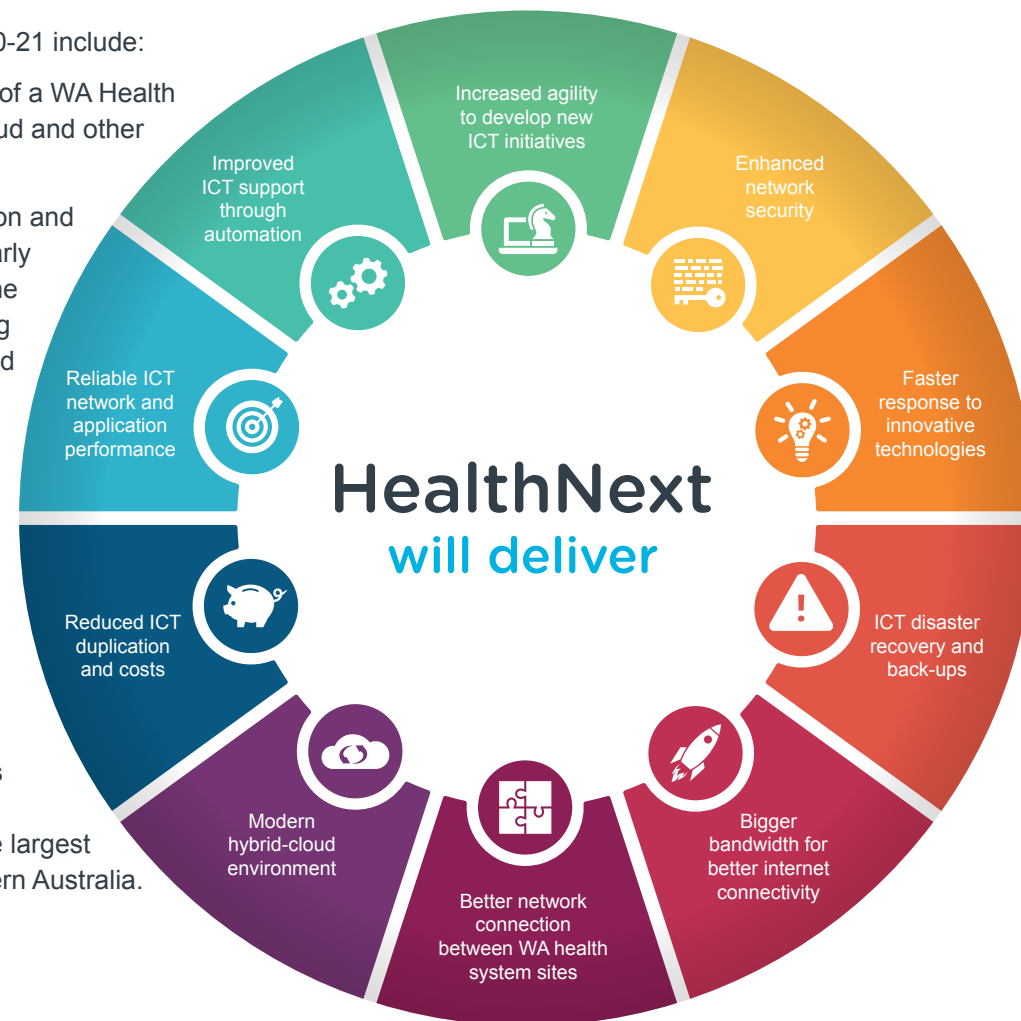 0-21 include:
of a WA Health
ud and other
on and
arly
ne
g
d
s
e largest
ern Australia.
Increased agility
to develop new
ICT initiatives
Enhanced
network
security
Faster
response to
innovative
technologies
ICT disaster
recovery and
back-ups
Bigger
bandwidth for
better internet
connectivity
Better network
connection
between WA health
system sites
Modern
hybrid-cloud
environment
Reduced ICT
duplication
and costs
Reliable ICT
network and
application
performance
Improved
ICT support
through
automation
HealthNext
will deliver